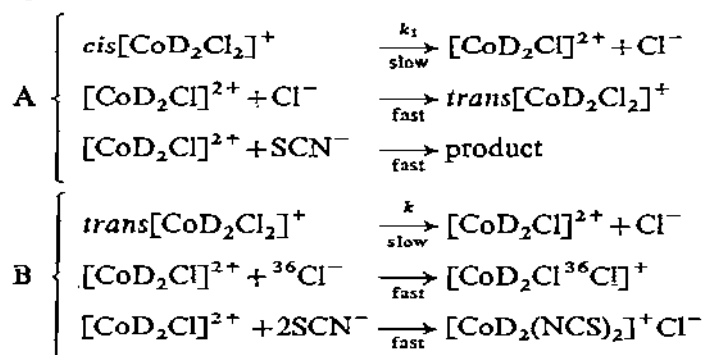 A
cis[CoD₂Cl₂]⁺ —k₁/slow→ [CoD₂Cl]²⁺ + Cl⁻
[CoD₂Cl]²⁺ + Cl⁻ —fast→ trans[CoD₂Cl₂]⁺
[CoD₂Cl]²⁺ + SCN⁻ —fast→ product
B
trans[CoD₂Cl₂]⁺ —k/slow→ [CoD₂Cl]²⁺ + Cl⁻
[CoD₂Cl]²⁺ + ³⁶Cl⁻ —fast→ [CoD₂Cl³⁶Cl]⁺
[CoD₂Cl]²⁺ + 2SCN⁻ —fast→ [CoD₂(NCS)₂]⁺Cl⁻